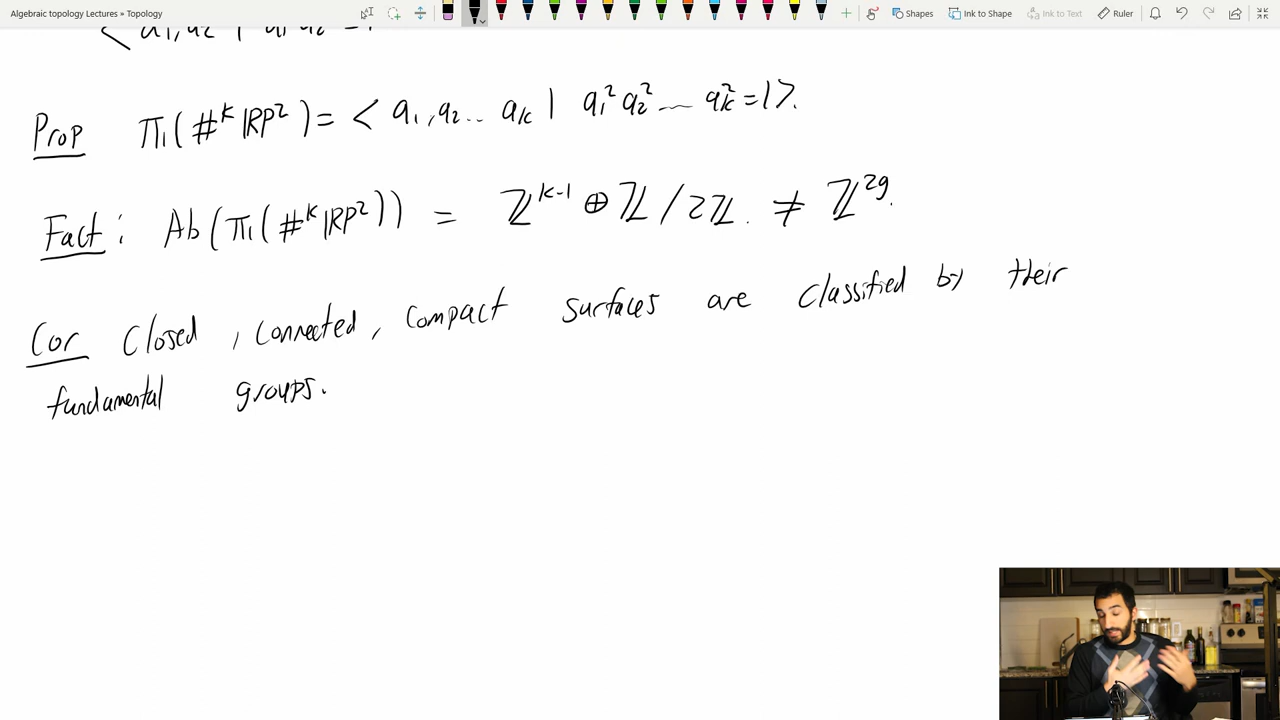 Algebraic topology Lectures » Topology
Shapes
Ink to Shape
Ink to Text
Ruler
< a₁, a₂ |
Prop π₁(#ᵏ ℝP²) = < a₁, a₂ ... aₖ | a₁² a₂² ... aₖ² = 1 >.
Fact: Ab(π₁(#ᵏ ℝP²)) = ℤᵏ⁻¹ ⊕ ℤ/2ℤ. ≠ ℤ²ᵍ.
Cor Closed, connected, compact surfaces are classified by their
fundamental groups.